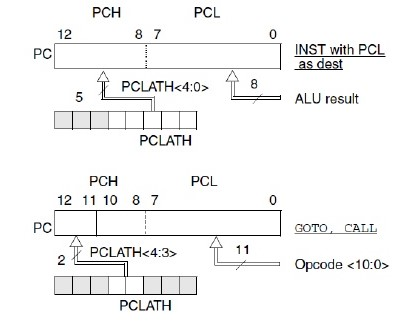 PCH PCL
12 8 7 0
PC
INST with PCL
as dest
PCLATH<4:0>
5
8
ALU result
PCLATH
PCH PCL
12 11 10 8 7 0
PC
GOTO, CALL
PCLATH<4:3>
2
11
Opcode <10:0>
PCLATH